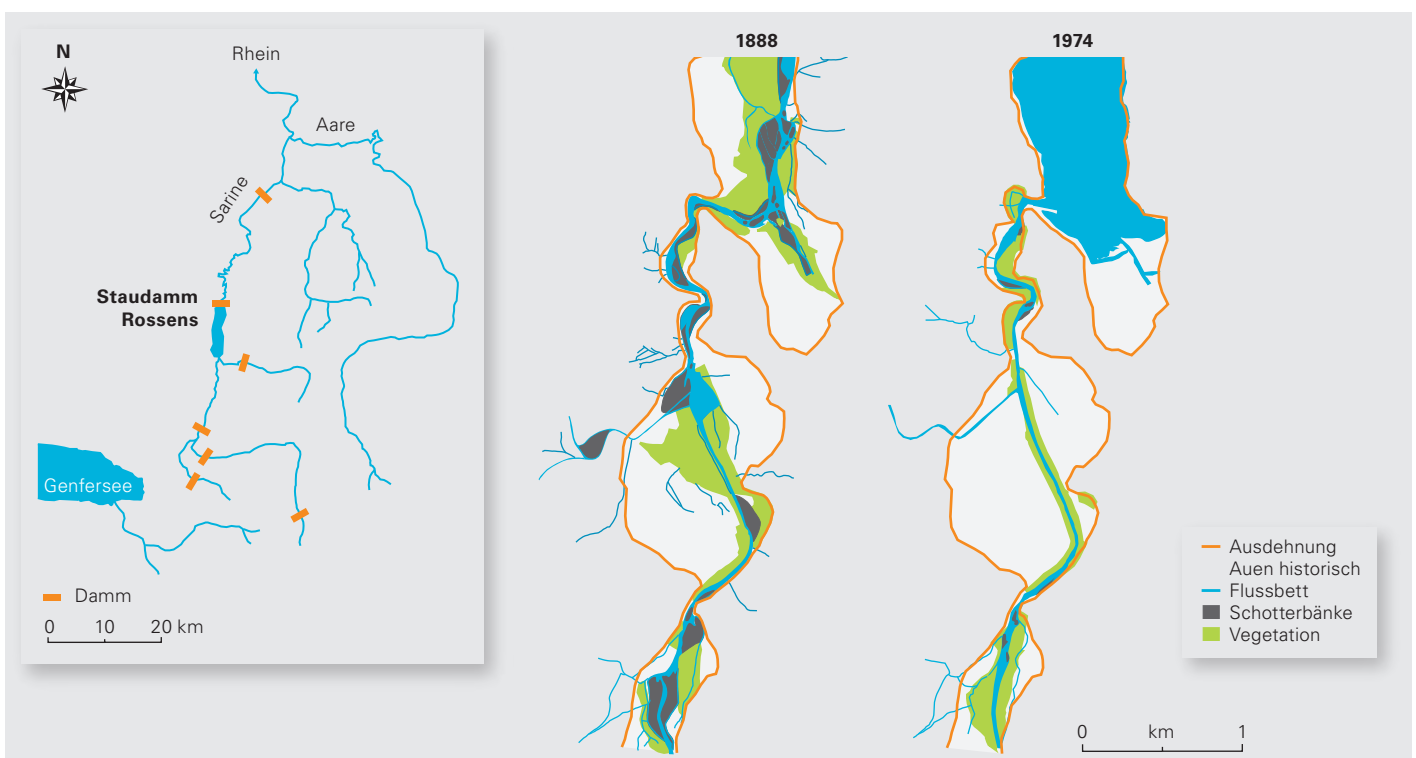 N
Rhein
Aare
Sarine
Staudamm
Rossens
Genfersee
Damm
0 10 20 km
1888
1974
Ausdehnung
Auen historisch
Flussbett
Schotterbänke
Vegetation
0 km 1